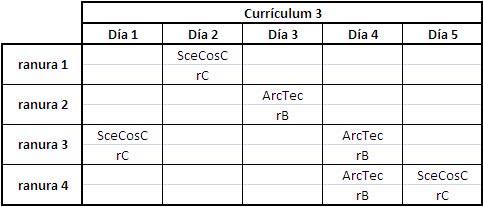 Currículum 3
Día 1 Día 2 Día 3 Día 4 Día 5
ranura 1
SceCosC
rC
ranura 2
ArcTec
rB
ranura 3
SceCosC ArcTec
rC rB
ranura 4
ArcTec SceCosC
rB rC